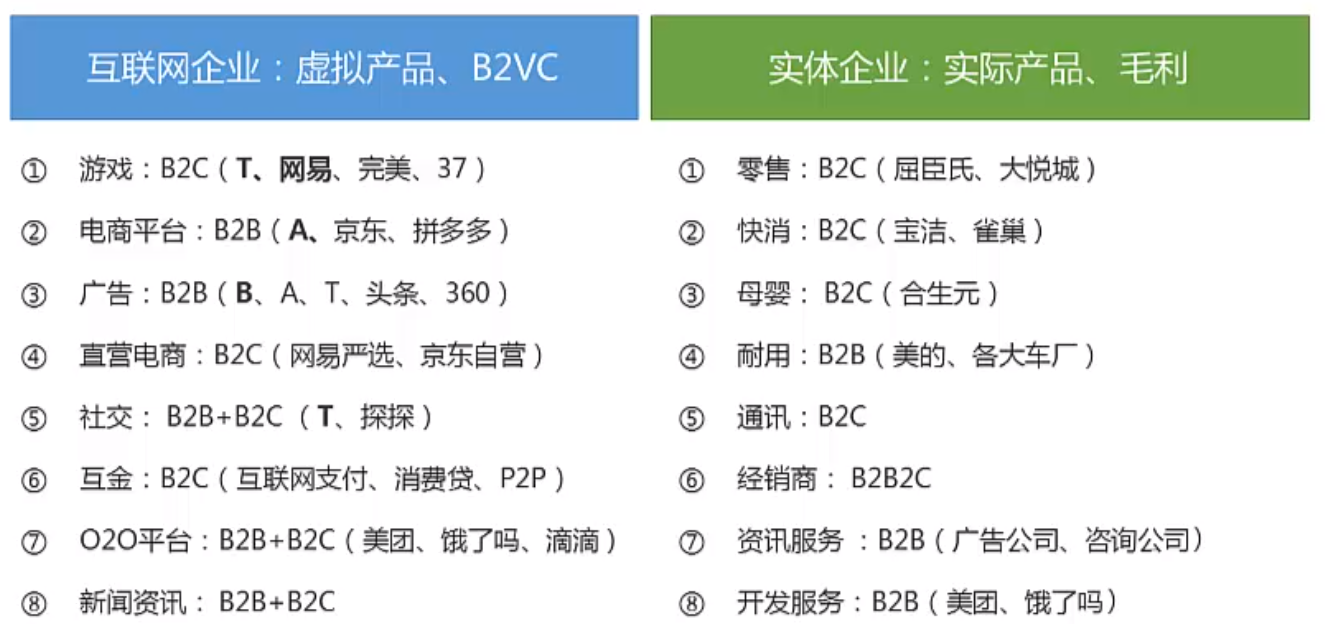 互联网企业：虚拟产品、B2VC
① 游戏：B2C（T、网易、完美、37）
② 电商平台：B2B（A、京东、拼多多）
③ 广告：B2B（B、A、T、头条、360）
④ 直营电商：B2C（网易严选、京东自营）
⑤ 社交： B2B+B2C （T、探探）
⑥ 互金：B2C（互联网支付、消费贷、P2P）
⑦ O2O平台：B2B+B2C（美团、饿了吗、滴滴）
⑧ 新闻资讯： B2B+B2C
实体企业：实际产品、毛利
① 零售：B2C（屈臣氏、大悦城）
② 快消：B2C（宝洁、雀巢）
③ 母婴： B2C（合生元）
④ 耐用：B2B（美的、各大车厂）
⑤ 通讯：B2C
⑥ 经销商： B2B2C
⑦ 资讯服务 ：B2B（广告公司、咨询公司）
⑧ 开发服务：B2B（美团、饿了吗）